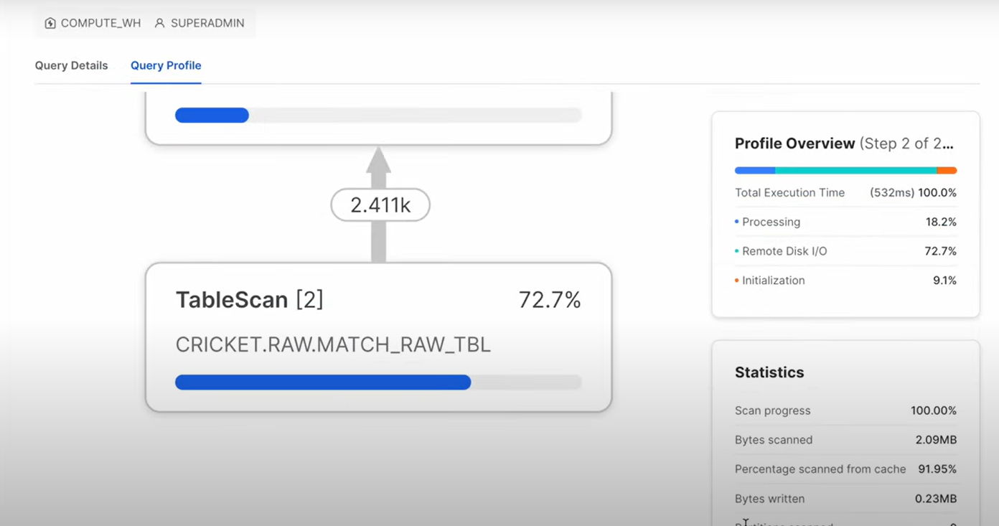 COMPUTE_WH SUPERADMIN
Query Details Query Profile
2.411k
TableScan [2] 72.7%
CRICKET.RAW.MATCH_RAW_TBL
Profile Overview (Step 2 of 2...
Total Execution Time (532ms) 100.0%
Processing 18.2%
Remote Disk I/O 72.7%
Initialization 9.1%
Statistics
Scan progress 100.00%
Bytes scanned 2.09MB
Percentage scanned from cache 91.95%
Bytes written 0.23MB